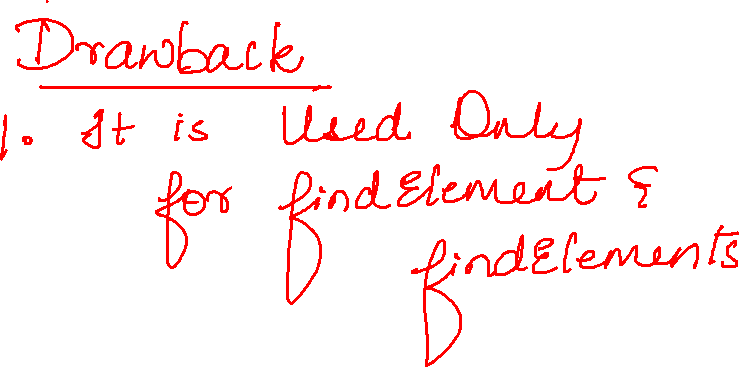 Drawback
1. It is Used Only
for findElement &
findElements